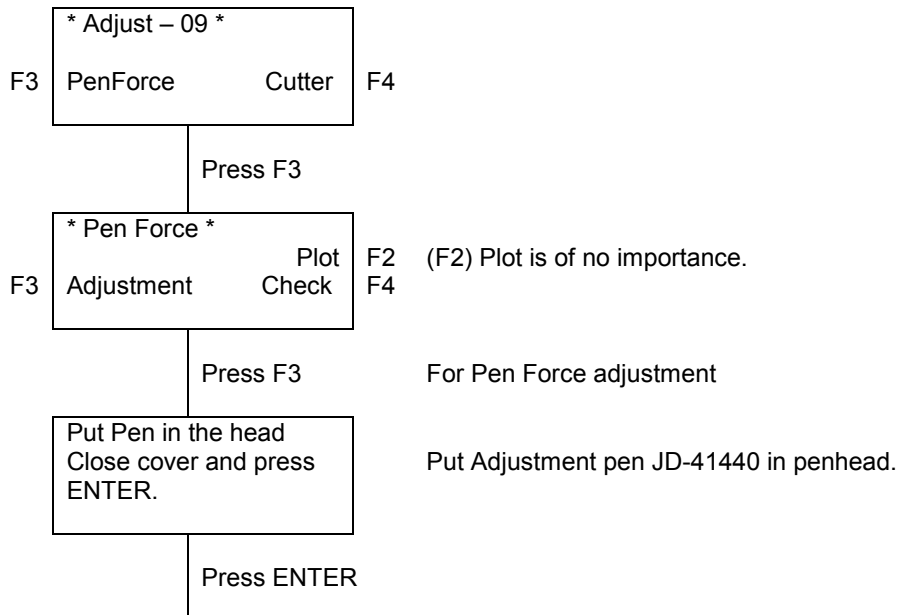 * Adjust – 09 *
F3 PenForce Cutter F4
Press F3
* Pen Force *
Plot F2 (F2) Plot is of no importance.
F3 Adjustment Check F4
Press F3 For Pen Force adjustment
Put Pen in the head
Close cover and press Put Adjustment pen JD-41440 in penhead.
ENTER.
Press ENTER